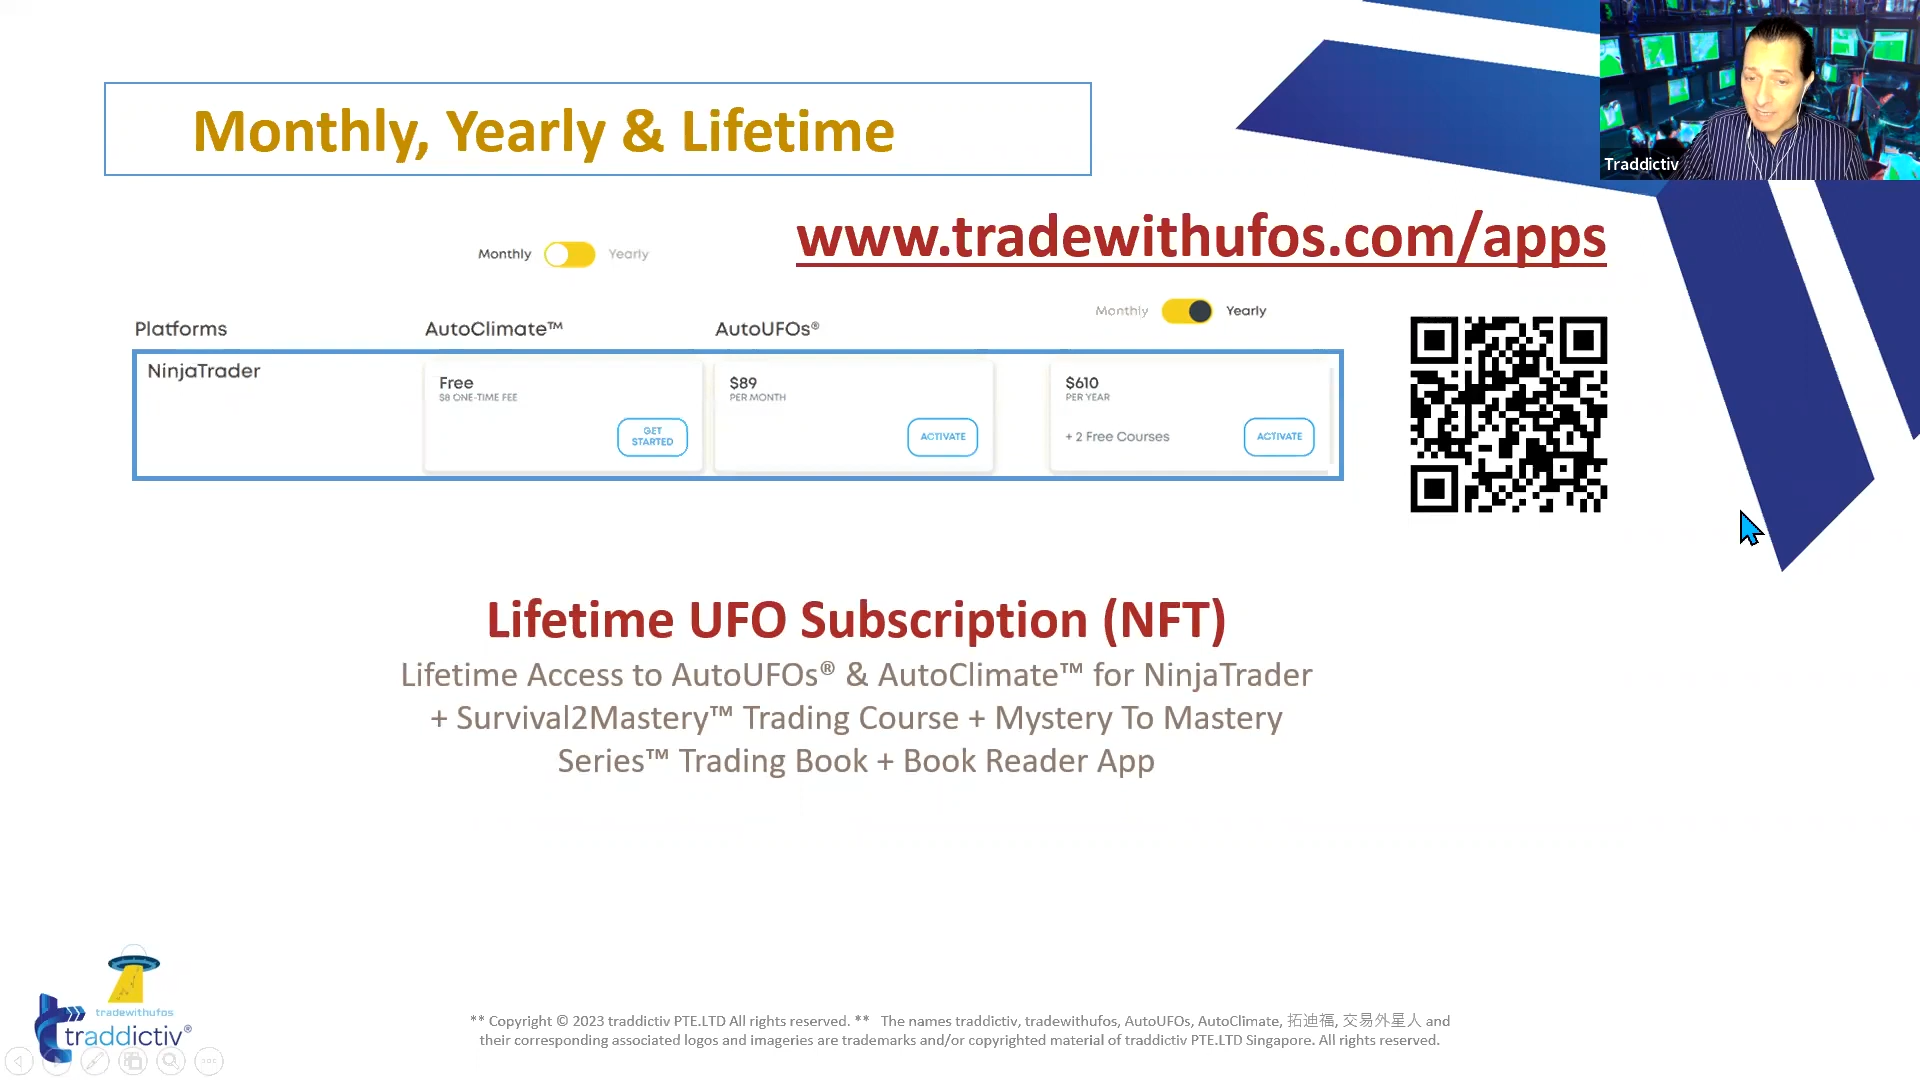 Monthly, Yearly & Lifetime
Traddictiv
www.tradewithufos.com/apps
Monthly Yearly
Monthly Yearly
Platforms AutoClimate™ AutoUFOs®
NinjaTrader
Free
$8 ONE-TIME FEE
GET
STARTED
$89
PER MONTH
ACTIVATE
$610
PER YEAR
+ 2 Free Courses
ACTIVATE
Lifetime UFO Subscription (NFT)
Lifetime Access to AutoUFOs® & AutoClimate™ for NinjaTrader
+ Survival2Mastery™ Trading Course + Mystery To Mastery
Series™ Trading Book + Book Reader App
tradewithufos
traddictiv®
** Copyright © 2023 traddictiv PTE.LTD All rights reserved. ** The names traddictiv, tradewithufos, AutoUFOs, AutoClimate, 拓迪福, 交易外星人 and
their corresponding associated logos and imageries are trademarks and/or copyrighted material of traddictiv PTE.LTD Singapore. All rights reserved.